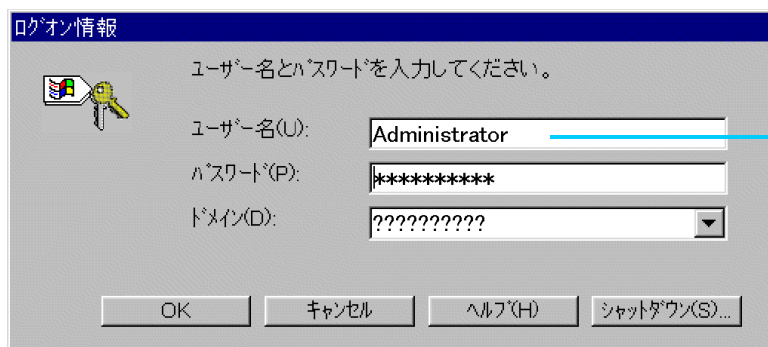 ログオン情報
ユーザー名とパスワードを入力してください。
ユーザー名(U): Administrator
パスワード(P): **********
ドメイン(D): ??????????
OK キャンセル ヘルプ(H) シャットダウン(S)...